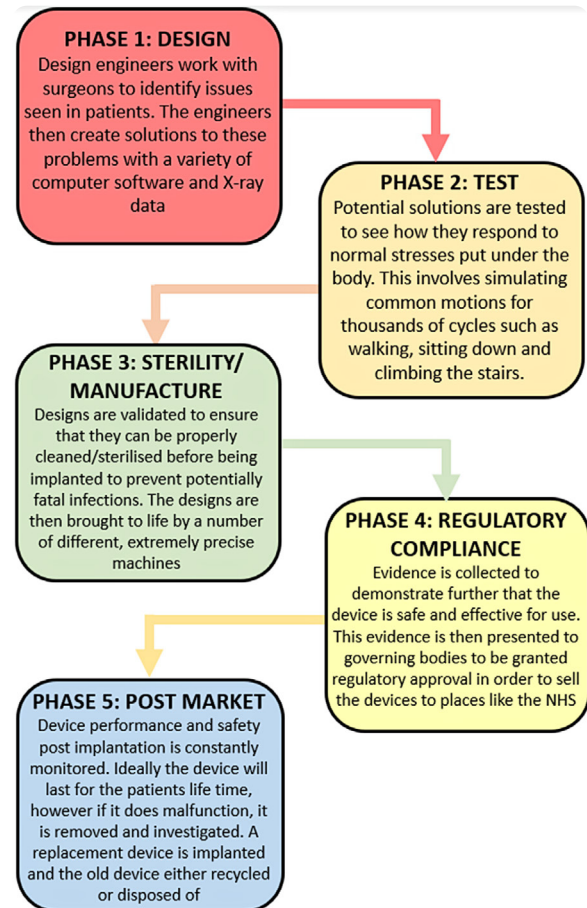 PHASE 1: DESIGN
Design engineers work with
surgeons to identify issues
seen in patients. The engineers
then create solutions to these
problems with a variety of
computer software and X-ray
data
PHASE 2: TEST
Potential solutions are tested
to see how they respond to
normal stresses put under the
body. This involves simulating
common motions for
thousands of cycles such as
walking, sitting down and
climbing the stairs.
PHASE 3: STERILITY/
MANUFACTURE
Designs are validated to ensure
that they can be properly
cleaned/sterilised before being
implanted to prevent potentially
fatal infections. The designs are
then brought to life by a number
of different, extremely precise
machines
PHASE 4: REGULATORY
COMPLIANCE
Evidence is collected to
demonstrate further that the
device is safe and effective for use.
This evidence is then presented to
governing bodies to be granted
regulatory approval in order to sell
the devices to places like the NHS
PHASE 5: POST MARKET
Device performance and safety
post implantation is constantly
monitored. Ideally the device will
last for the patients life time,
however if it does malfunction, it
is removed and investigated. A
replacement device is implanted
and the old device either recycled
or disposed of